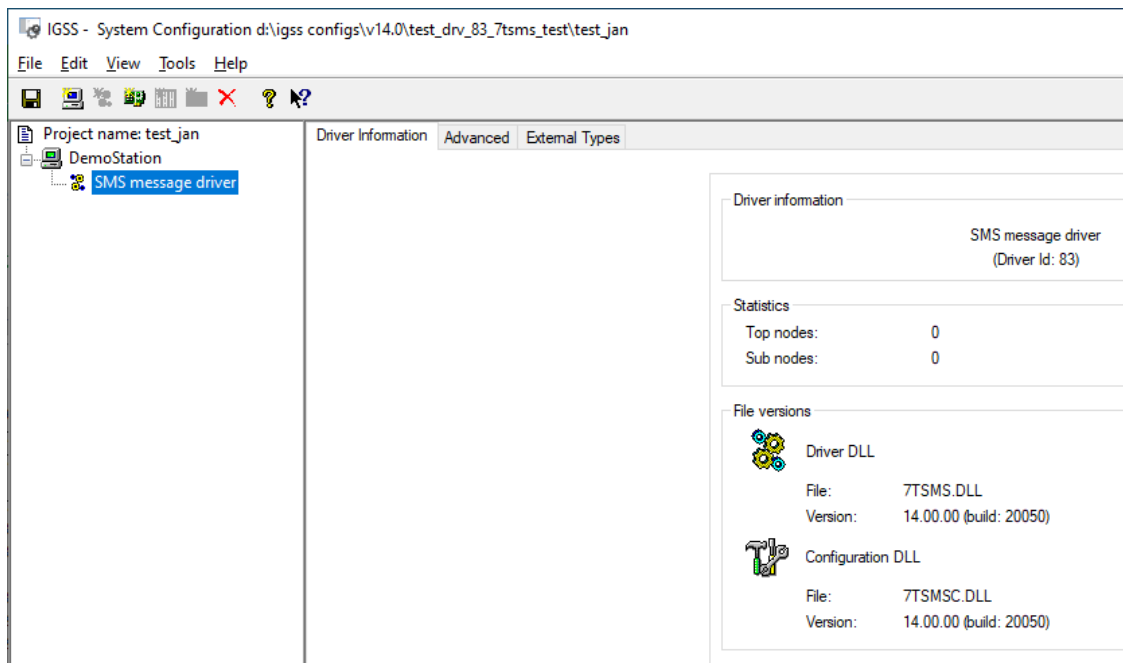 IGSS - System Configuration d:\igss configs\v14.0\test_drv_83_7tsms_test\test_jan
File Edit View Tools Help
Project name: test_jan
DemoStation
SMS message driver
Driver Information Advanced External Types
Driver information
SMS message driver
(Driver Id: 83)
Statistics
Top nodes: 0
Sub nodes: 0
File versions
Driver DLL
File: 7TSMS.DLL
Version: 14.00.00 (build: 20050)
Configuration DLL
File: 7TSMSC.DLL
Version: 14.00.00 (build: 20050)